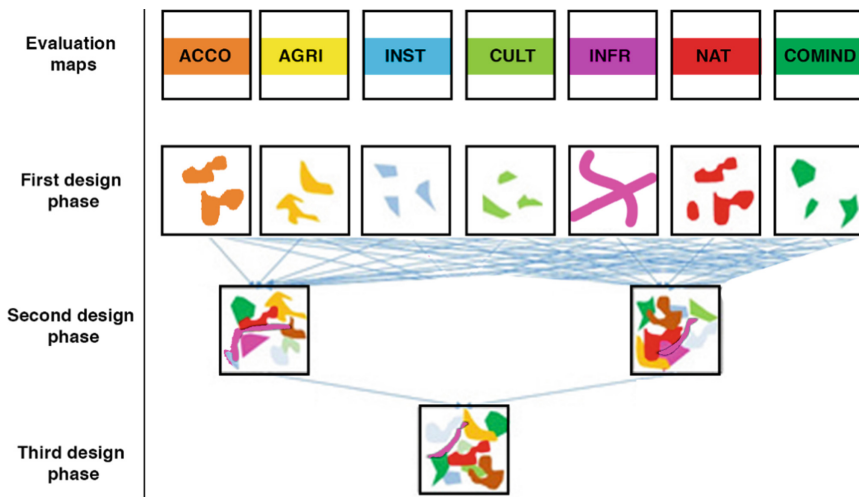 Evaluation
maps
ACCO
AGRI
INST
CULT
INFR
NAT
COMIND
First design
phase
Second design
phase
Third design
phase